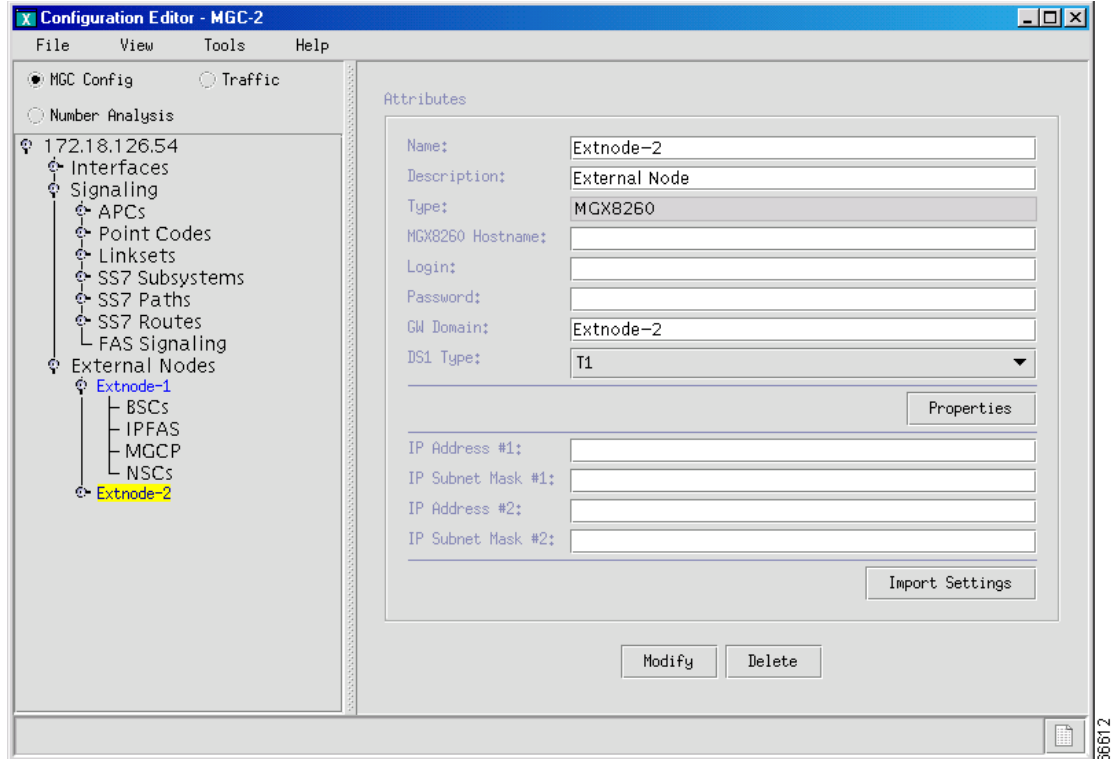 Configuration Editor - MGC-2
File View Tools Help
MGC Config Traffic
Number Analysis
172.18.126.54
Interfaces
Signaling
APCs
Point Codes
Linksets
SS7 Subsystems
SS7 Paths
SS7 Routes
FAS Signaling
External Nodes
Extnode-1
BSCs
IPFAS
MGCP
NSCs
Extnode-2
Attributes
Name: Extnode-2
Description: External Node
Type: MGX8260
MGX8260 Hostname:
Login:
Password:
GW Domain: Extnode-2
DS1 Type: T1
Properties
IP Address #1:
IP Subnet Mask #1:
IP Address #2:
IP Subnet Mask #2:
Import Settings
Modify Delete
66612